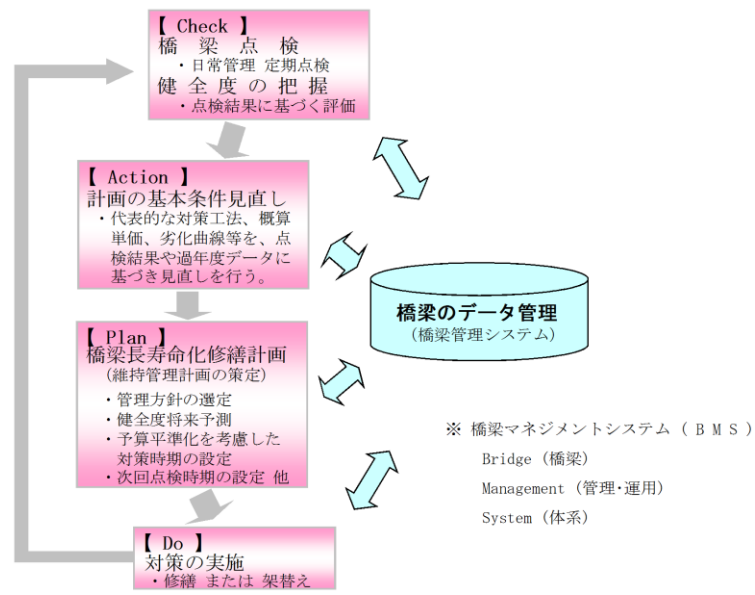 【 Check 】
橋 梁 点 検
・日常管理 定期点検
健 全 度 の 把 握
・点検結果に基づく評価
【 Action 】
計画の基本条件見直し
・代表的な対策工法、概算
単価、劣化曲線等を、点
検結果や過年度データに
基づき見直しを行う。
【 Plan 】
橋梁長寿命化修繕計画
(維持管理計画の策定)
・管理方針の選定
・健全度将来予測
・予算平準化を考慮した
対策時期の設定
・次回点検時期の設定 他
【 Do 】
対策の実施
・修繕 または 架替え
橋梁のデータ管理
(橋梁管理システム)
※ 橋梁マネジメントシステム ( B M S )
Bridge (橋梁)
Management (管理･運用)
System (体系)